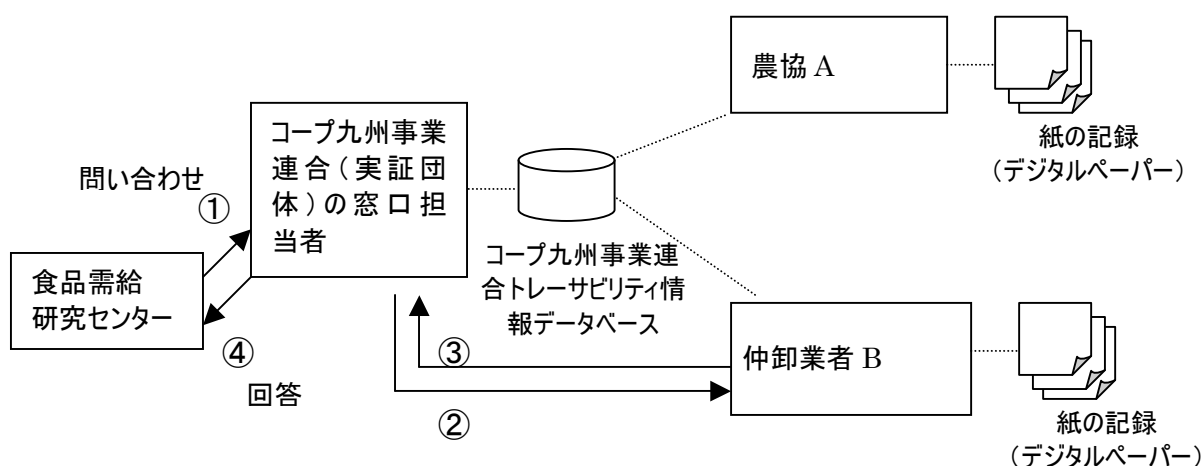 農協 A
紙の記録
（デジタルペーパー）
コープ九州事業
連合（実証団
体）の窓口担
当者
問い合わせ
①
コープ九州事業連
合トレーサビリティ情
報データベース
食品需給
研究センター
④
回答
③
②
仲卸業者 B
紙の記録
（デジタルペーパー）